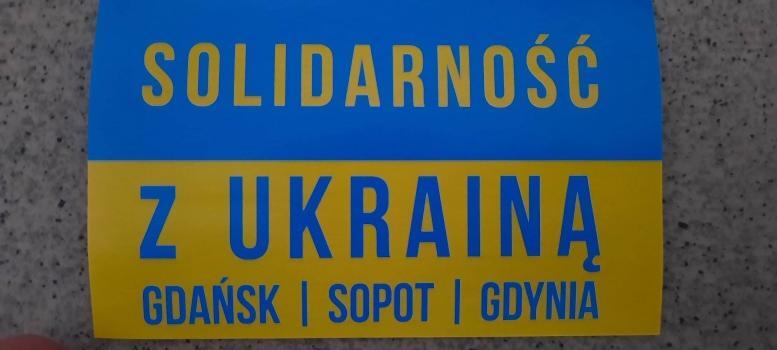 SOLIDARNOŚĆ
z UKRAINĄ
GDAŃSK | SOPOT | GDYNIA